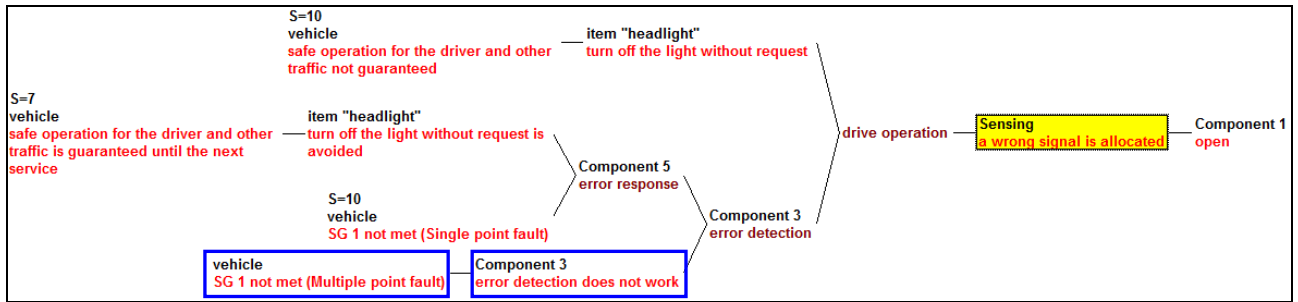 S=10
vehicle
safe operation for the driver and other
traffic not guaranteed
item "headlight"
turn off the light without request
S=7
vehicle
safe operation for the driver and other
traffic is guaranteed until the next
service
item "headlight"
turn off the light without request is
avoided
drive operation
Sensing
a wrong signal is allocated
Component 1
open
Component 5
error response
S=10
vehicle
SG 1 not met (Single point fault)
Component 3
error detection
vehicle
SG 1 not met (Multiple point fault)
Component 3
error detection does not work